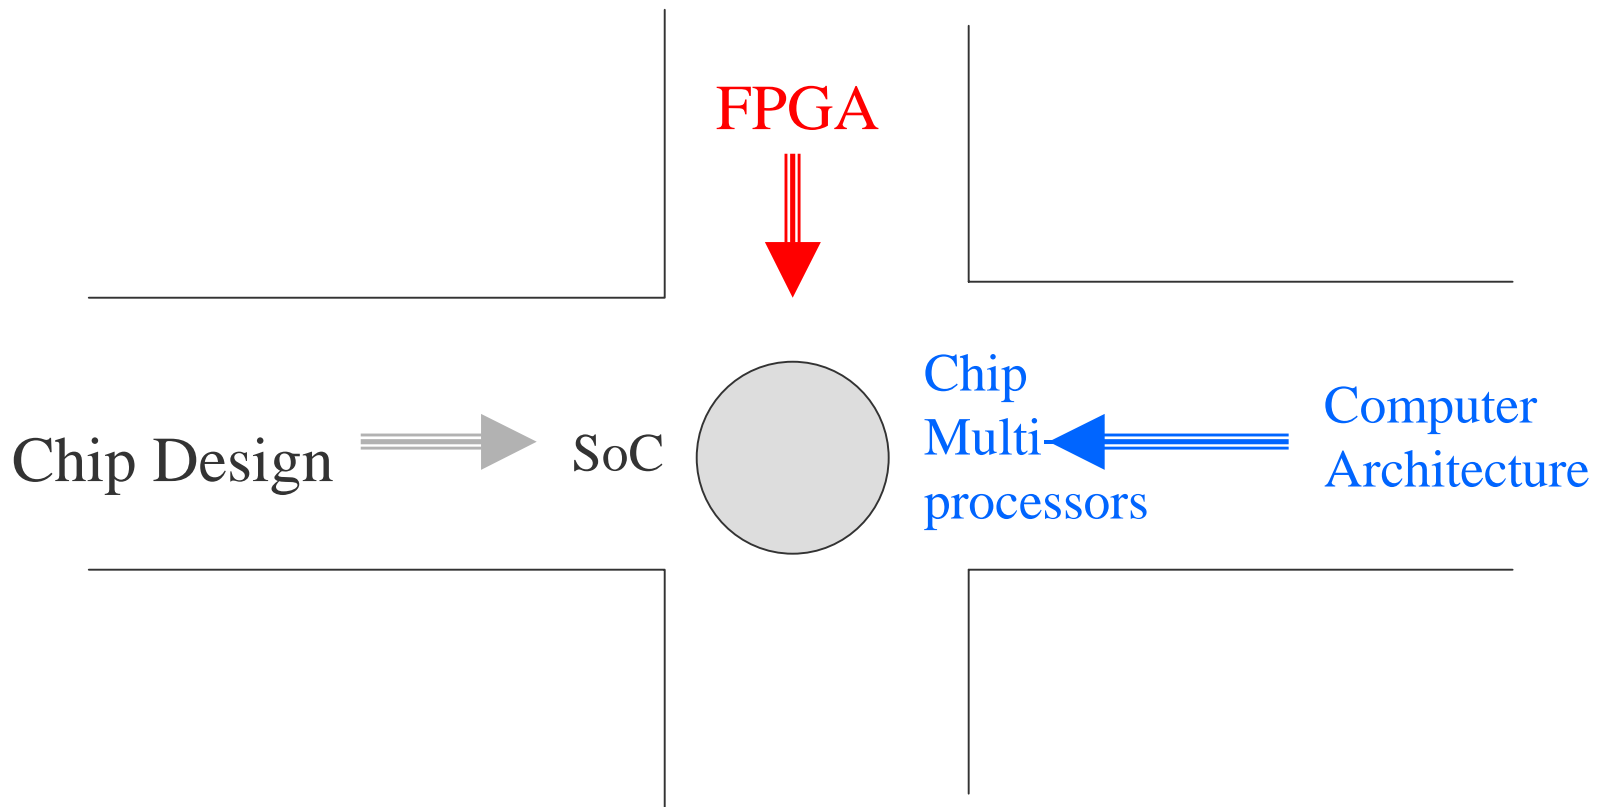 FPGA
Chip Design
SoC
Chip
Multi-
processors
Computer
Architecture